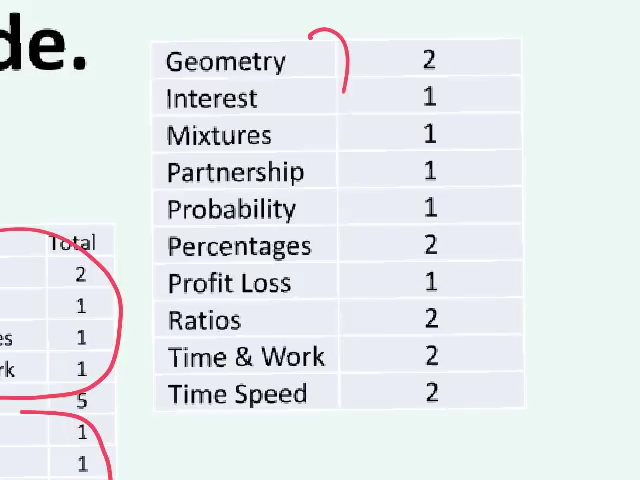 de.
Geometry 2
Interest 1
Mixtures 1
Partnership 1
Probability 1
Percentages 2
Profit Loss 1
Ratios 2
Time & Work 2
Time Speed 2
Total
2
1
es 1
rk 1
5
1
1